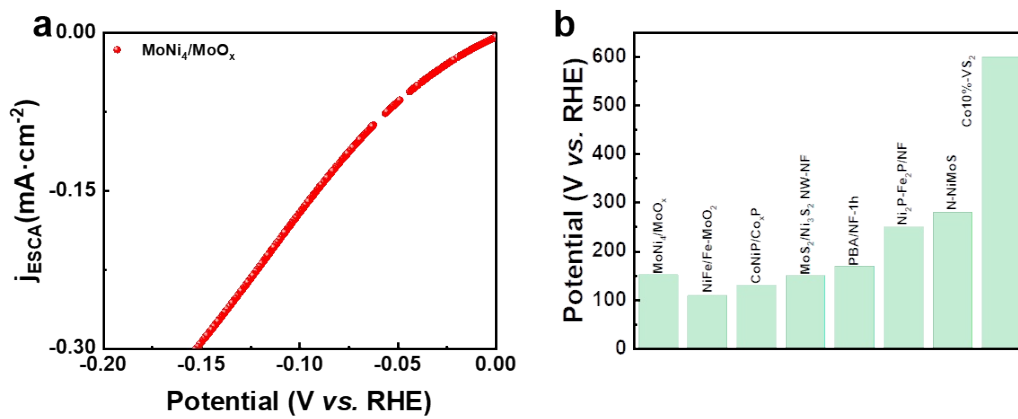 a
MoNi₄/MoOₓ
j_ESCA(mA·cm⁻²)
0.00
-0.15
-0.30
-0.20
-0.15
-0.10
-0.05
0.00
Potential (V vs. RHE)
b
Potential (V vs. RHE)
600
500
400
300
200
100
0
MoNi₄/MoOₓ
NiFe/Fe-MoO₂
CoNiP/CoₓP
MoS₂/Ni₃S₂ NW-NF
PBA/NF-1h
Ni₂P-Fe₂P/NF
N-NiMoS
Co10%-VS₂